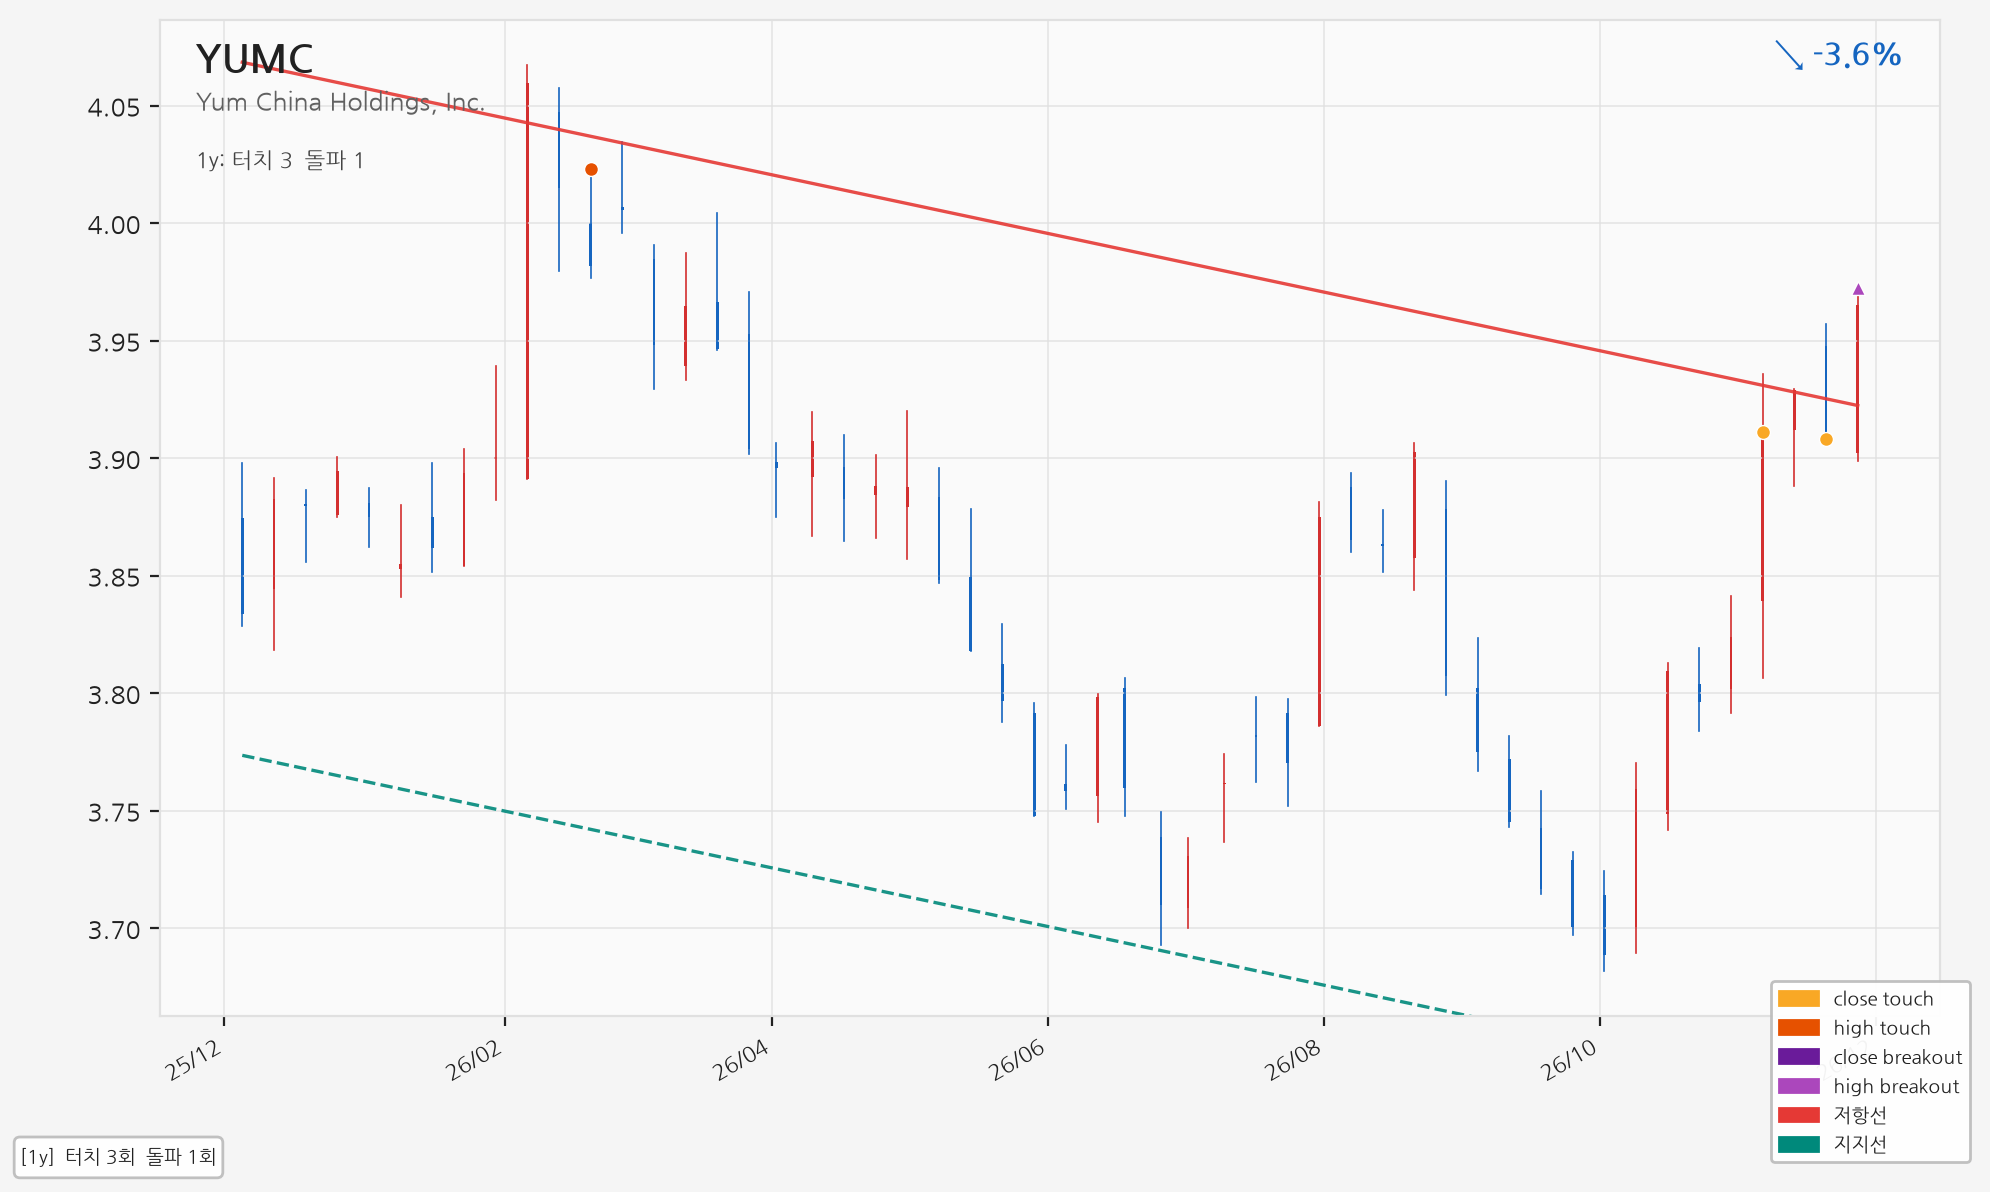 YUMC
Yum China Holdings, Inc.
1y: 터치 3 돌파 1
-3.6%
4.05
4.00
3.95
3.90
3.85
3.80
3.75
3.70
25/12
26/02
26/04
26/06
26/08
26/10
close touch
high touch
close breakout
high breakout
저항선
지지선
[1y] 터치 3회 돌파 1회